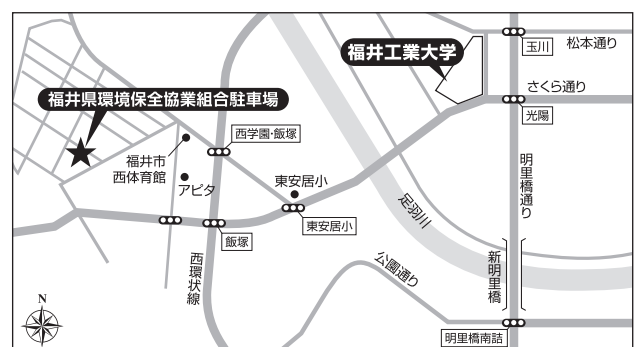 福井工業大学
玉川
松本通り
さくら通り
光陽
福井県環境保全協業組合駐車場
西学園・飯塚
福井市
西体育館
アピタ
東安居小
東安居小
飯塚
足羽川
明里橋通り
新明里橋
西環状線
公園通り
明里橋南詰
N